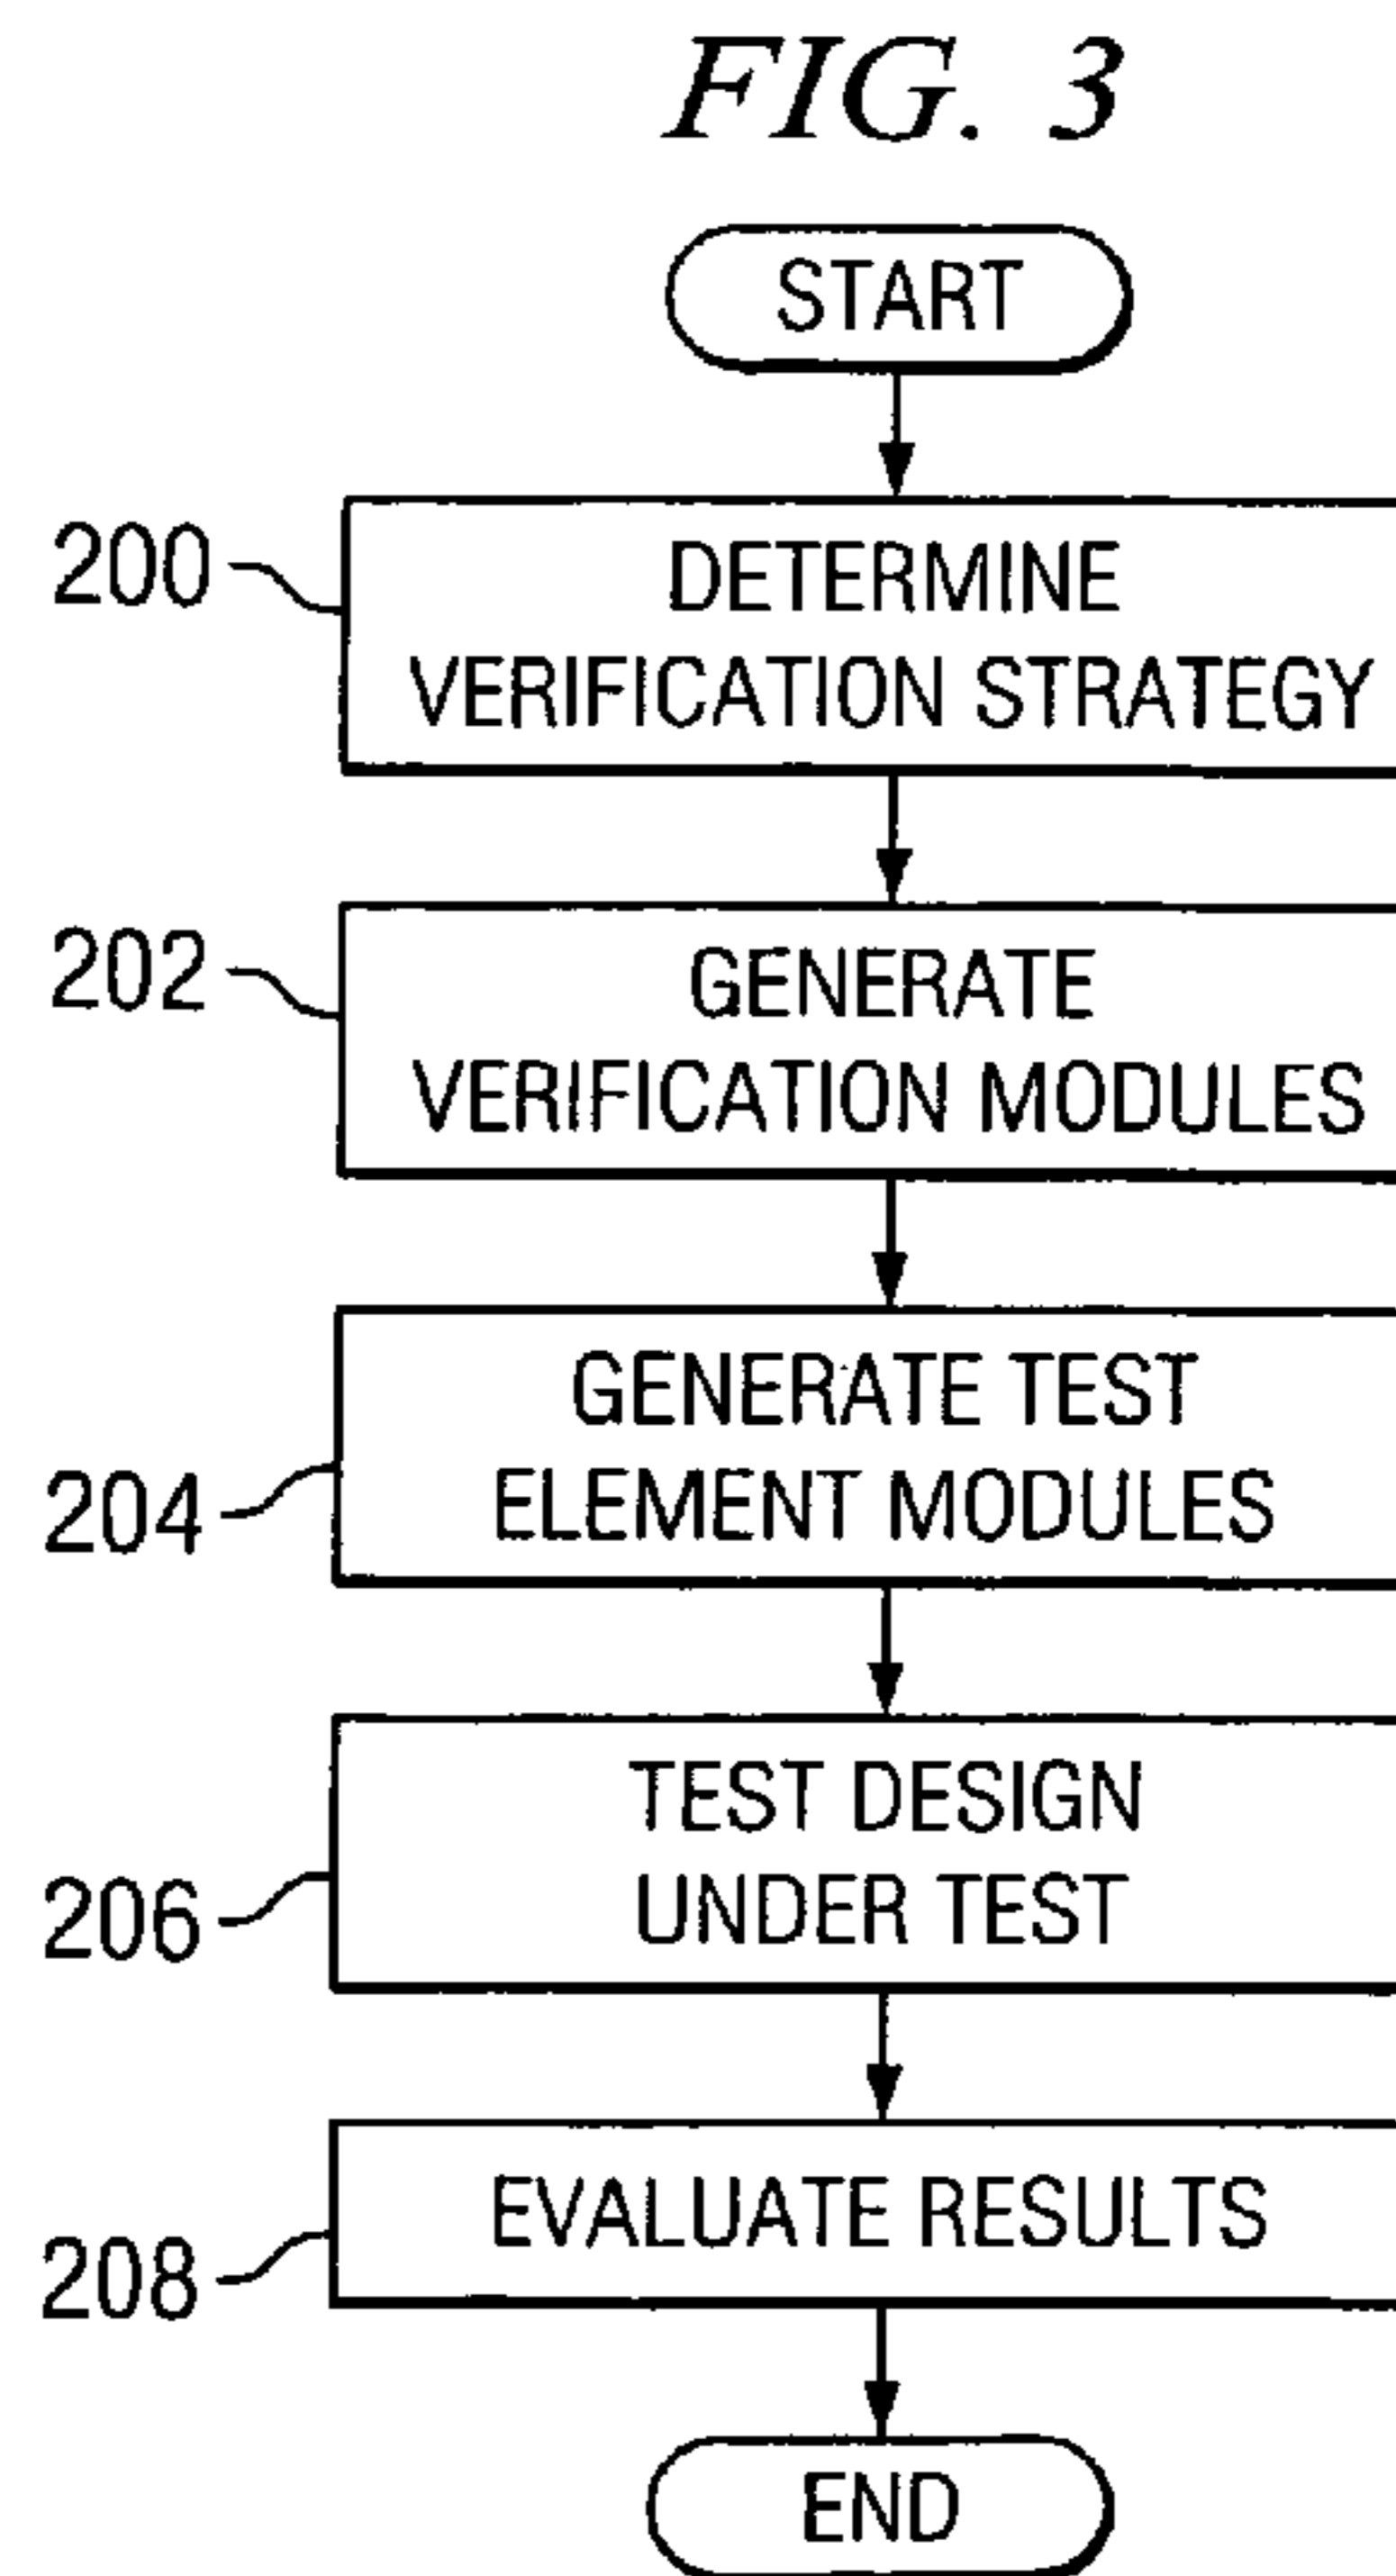 FIG. 3
START
200
DETERMINE
VERIFICATION STRATEGY
202
GENERATE
VERIFICATION MODULES
204
GENERATE TEST
ELEMENT MODULES
206
TEST DESIGN
UNDER TEST
208
EVALUATE RESULTS
END